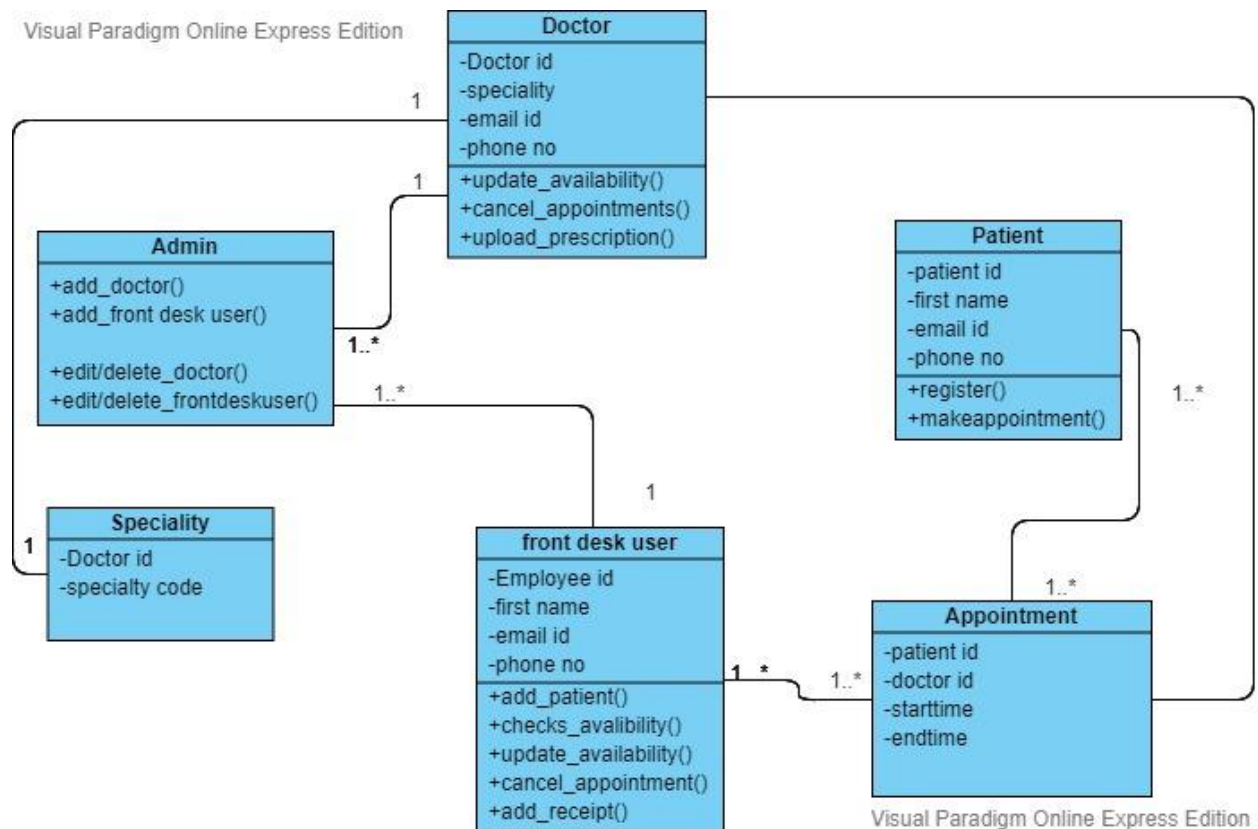 Visual Paradigm Online Express Edition
Doctor
-Doctor id
-speciality
-email id
-phone no
+update_availability()
+cancel_appointments()
+upload_prescription()
1
1
Admin
+add_doctor()
+add_front desk user()
+edit/delete_doctor()
+edit/delete_frontdeskuser()
1..*
1..*
Patient
-patient id
-first name
-email id
-phone no
+register()
+makeappointment()
1..*
Speciality
-Doctor id
-specialty code
1
1
front desk user
-Employee id
-first name
-email id
-phone no
+add_patient()
+checks_avalibility()
+update_availability()
+cancel_appointment()
+add_receipt()
1..*
1..*
1..*
Appointment
-patient id
-doctor id
-starttime
-endtime
Visual Paradigm Online Express Edition